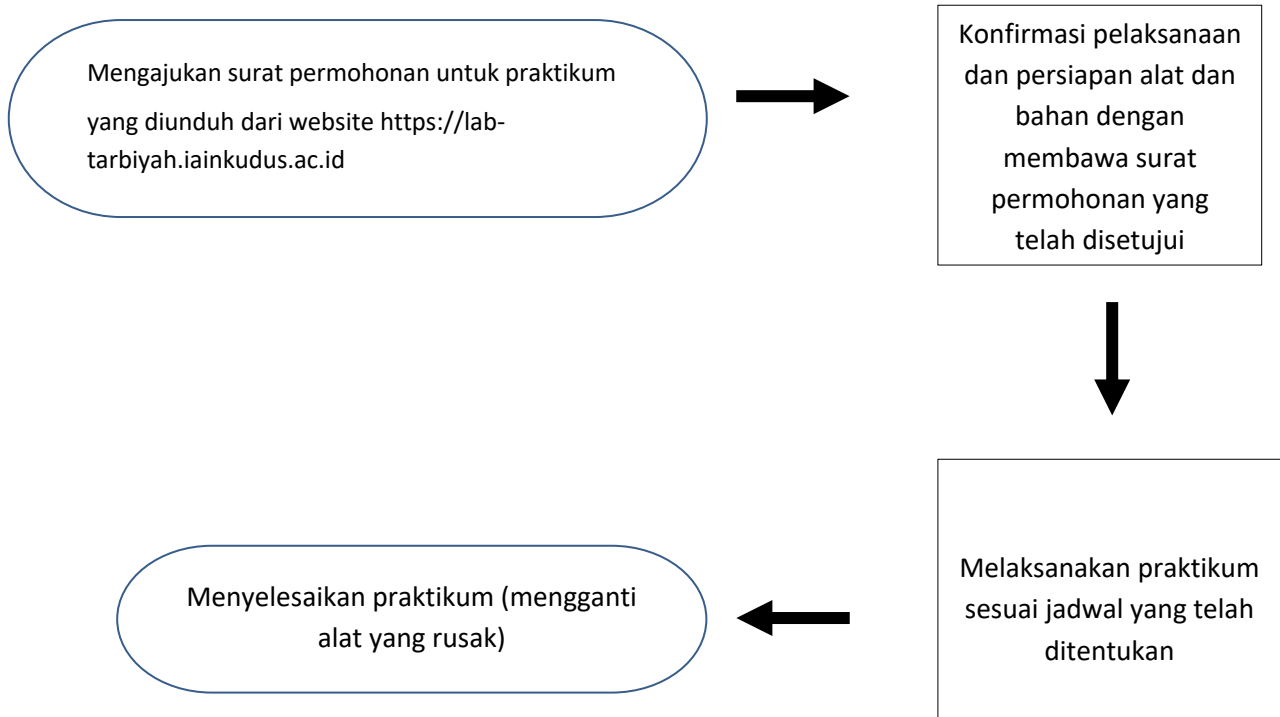 Mengajukan surat permohonan untuk praktikum
yang diunduh dari website https://lab-
tarbiyah.iainkudus.ac.id
Konfirmasi pelaksanaan
dan persiapan alat dan
bahan dengan
membawa surat
permohonan yang
telah disetujui
Melaksanakan praktikum
sesuai jadwal yang telah
ditentukan
Menyelesaikan praktikum (mengganti
alat yang rusak)